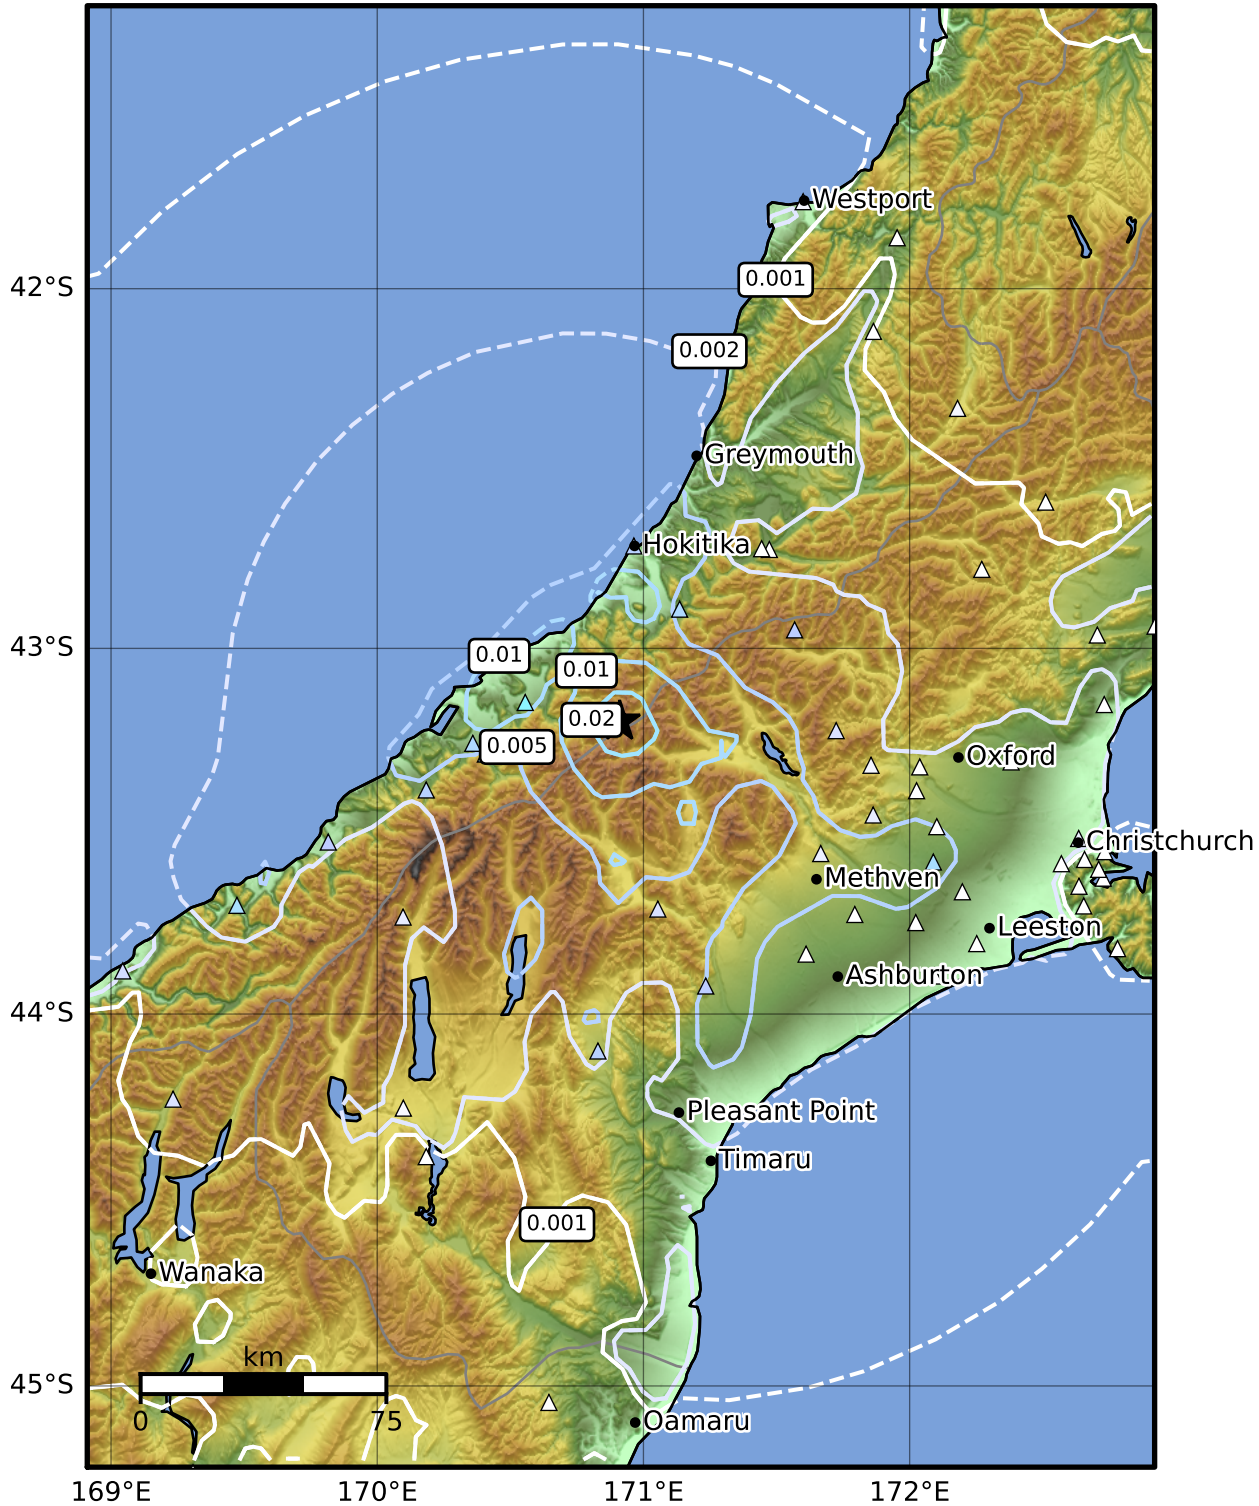 Westport
42°S
0.001
0.002
Greymouth
Hokitika
43°S
0.01
0.01
0.02
0.005
Oxford
Christchurch
Methven
Leeston
Ashburton
44°S
Pleasant Point
Timaru
0.001
Wanaka
km
45°S
0
75
Oamaru
169°E
170°E
171°E
172°E